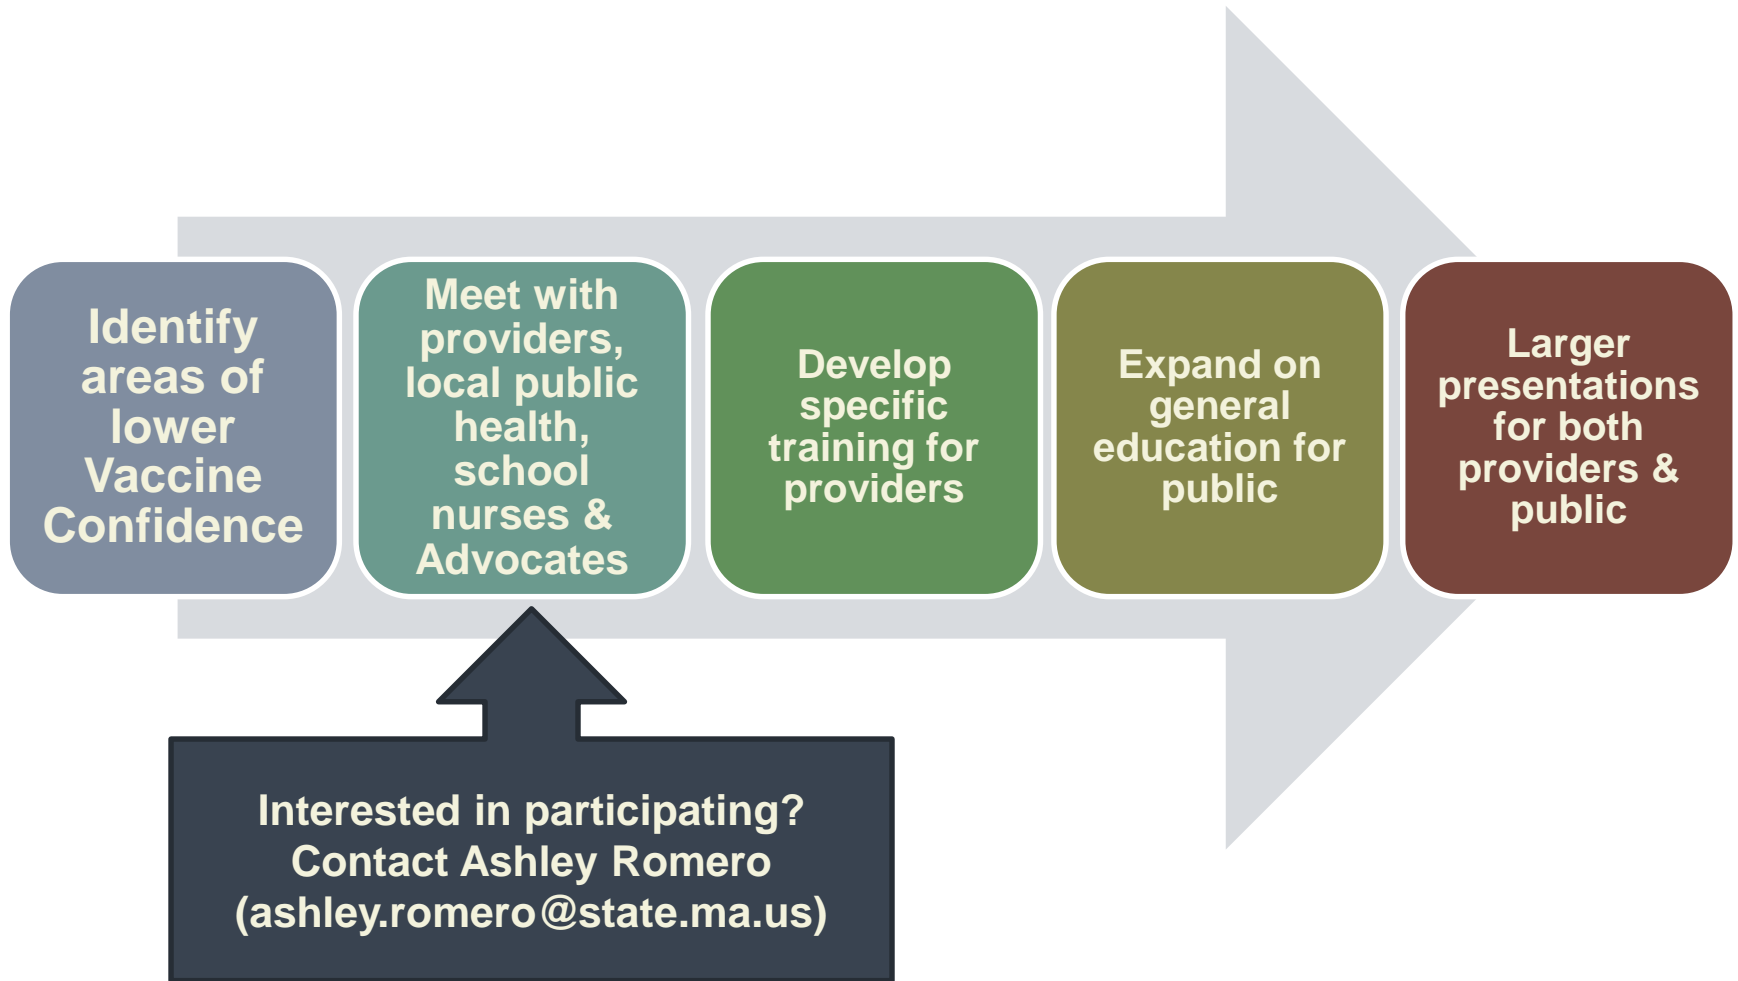 Identify
areas of
lower
Vaccine
Confidence
Meet with
providers,
local public
health,
school
nurses &
Advocates
Develop
specific
training for
providers
Expand on
general
education for
public
Larger
presentations
for both
providers &
public
Interested in participating?
Contact Ashley Romero
(ashley.romero@state.ma.us)